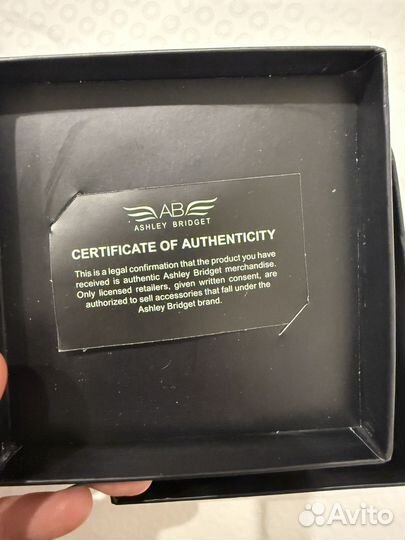 AB
ASHLEY BRIDGET
CERTIFICATE OF AUTHENTICITY
This is a legal confirmation that the product you have
received is authentic Ashley Bridget merchandise.
Only licensed retailers, given written consent, are
authorized to sell accessories that fall under the
Ashley Bridget brand.
Avito